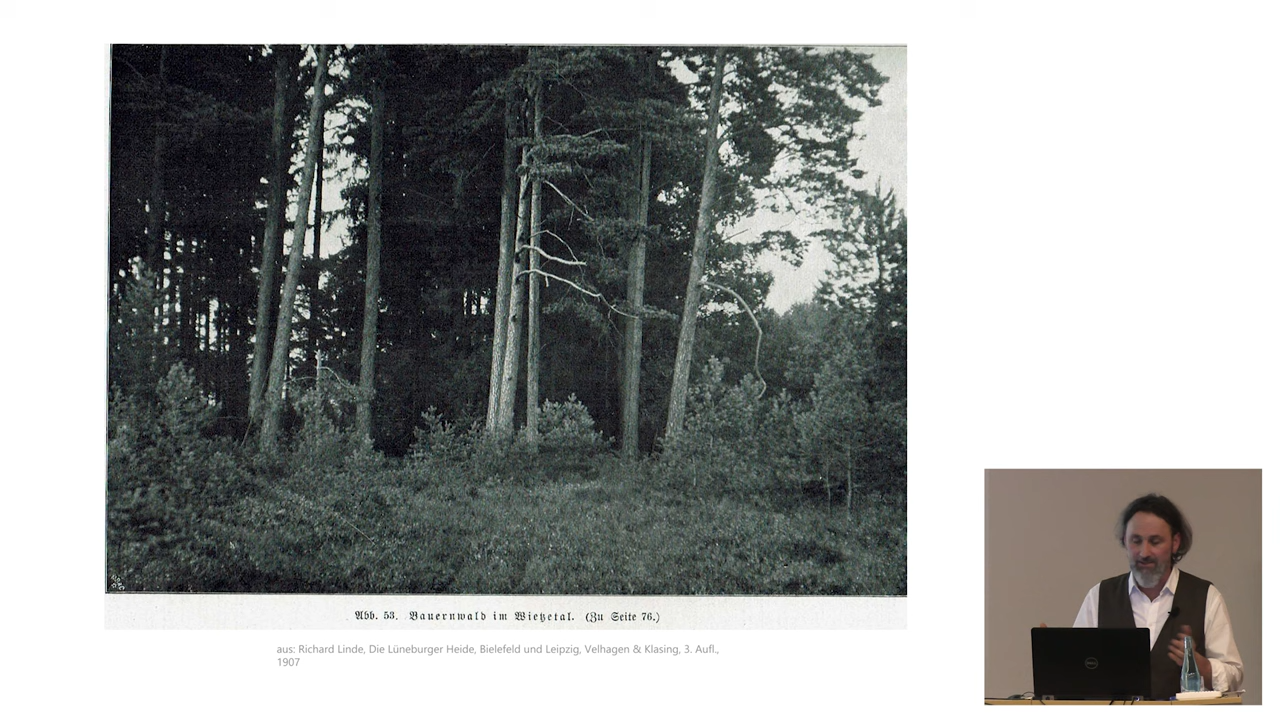 Abb. 53. Bauernwald im Wietzetal. (Zu Seite 76.)
aus: Richard Linde, Die Lüneburger Heide, Bielefeld und Leipzig, Velhagen & Klasing, 3. Aufl.,
1907
DELL